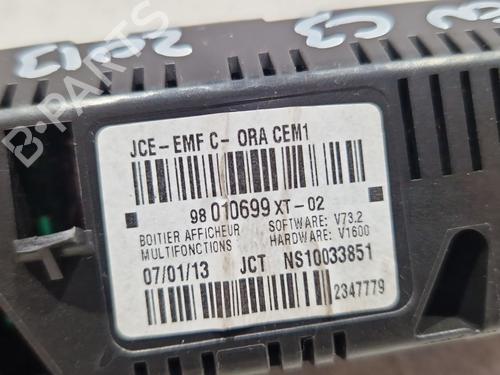 2013 C3
B-PARTS
JCE-EMF C- ORA CEM1
98 010699 XT-02
BOITIER AFFICHEUR SOFTWARE: V73.2
MULTIFONCTIONS HARDWARE: V1600
07/01/13 JCT NS10033851
2347779